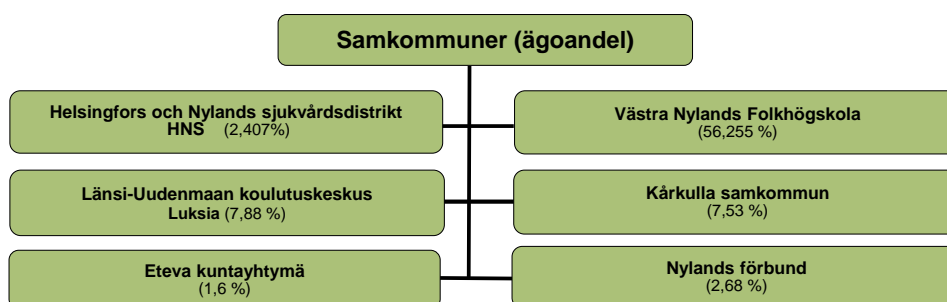 Samkommuner (ägoandel)
Helsingfors och Nylands sjukvårdsdistrikt
HNS (2,407%)
Västra Nylands Folkhögskola
(56,255 %)
Länsi-Uudenmaan koulutuskeskus
Luksia (7,88 %)
Kårkulla samkommun
(7,53 %)
Eteva kuntayhtymä
(1,6 %)
Nylands förbund
(2,68 %)